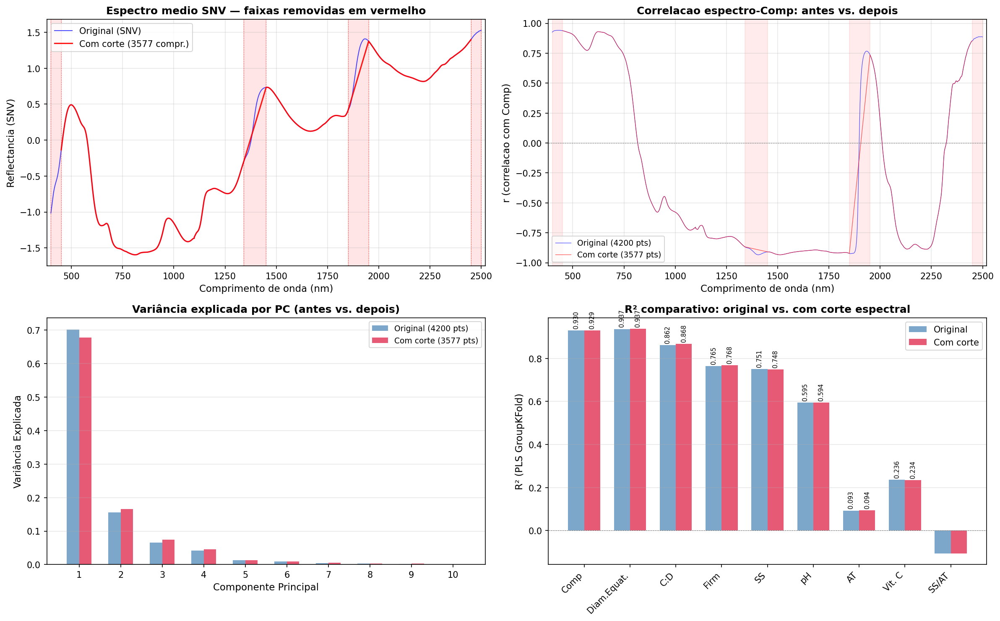 Espectro medio SNV — faixas removidas em vermelho
Original (SNV)
Com corte (3577 compr.)
Reflectancia (SNV)
1.5
1.0
0.5
0.0
−0.5
−1.0
−1.5
500 750 1000 1250 1500 1750 2000 2250 2500
Comprimento de onda (nm)
Correlacao espectro-Comp: antes vs. depois
r (correlacao com Comp)
1.00
0.75
0.50
0.25
0.00
−0.25
−0.50
−0.75
−1.00
Original (4200 pts)
Com corte (3577 pts)
500 750 1000 1250 1500 1750 2000 2250 2500
Comprimento de onda (nm)
Variância explicada por PC (antes vs. depois)
Original (4200 pts)
Com corte (3577 pts)
Variância Explicada
0.7
0.6
0.5
0.4
0.3
0.2
0.1
0.0
1 2 3 4 5 6 7 8 9 10
Componente Principal
R² comparativo: original vs. com corte espectral
Original
Com corte
R² (PLS GroupKFold)
0.8
0.6
0.4
0.2
0.0
0.930 0.929 0.937 0.937 0.862 0.868 0.765 0.768 0.751 0.748 0.595 0.594 0.093 0.094 0.236 0.234
Comp Diam.Equat. C:D Firm SS pH AT Vit. C SS/AT